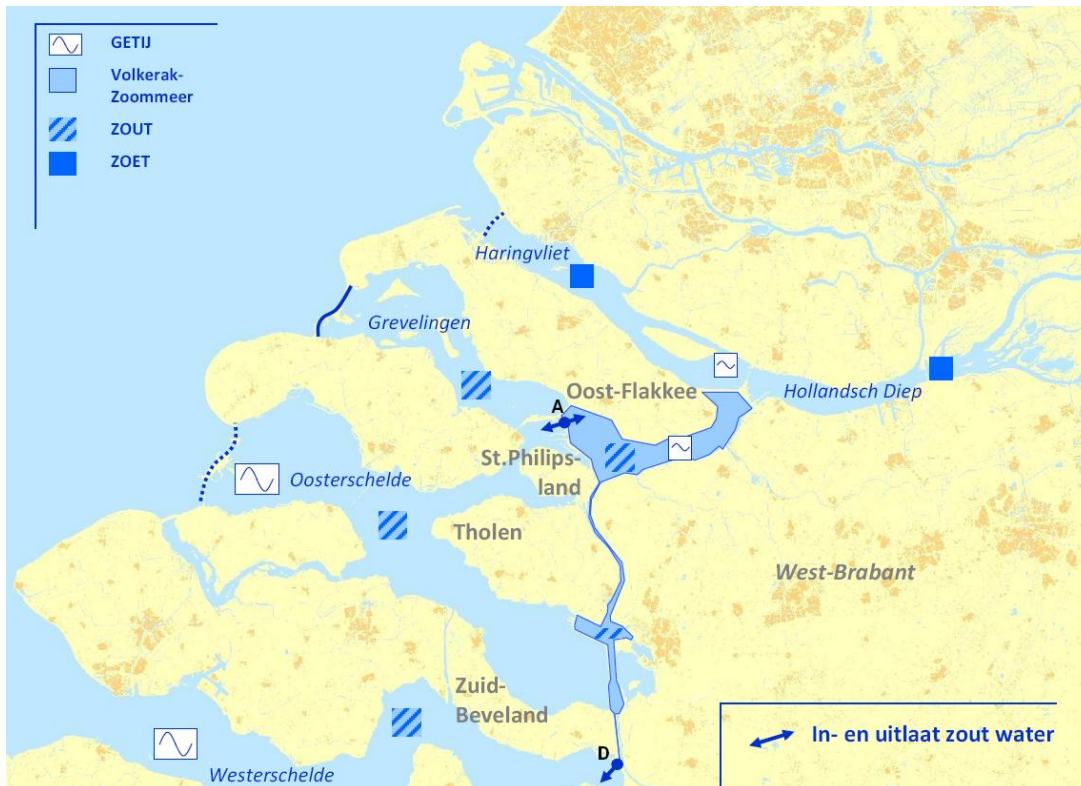 GETIJ
Volkerak-
Zoommeer
ZOUT
ZOET
Haringvliet
Grevelingen
Hollandsch Diep
Oost-Flakkee
A
St.Philips-
land
Oosterschelde
Tholen
West-Brabant
Zuid-
Beveland
D
In- en uitlaat zout water
Westerschelde